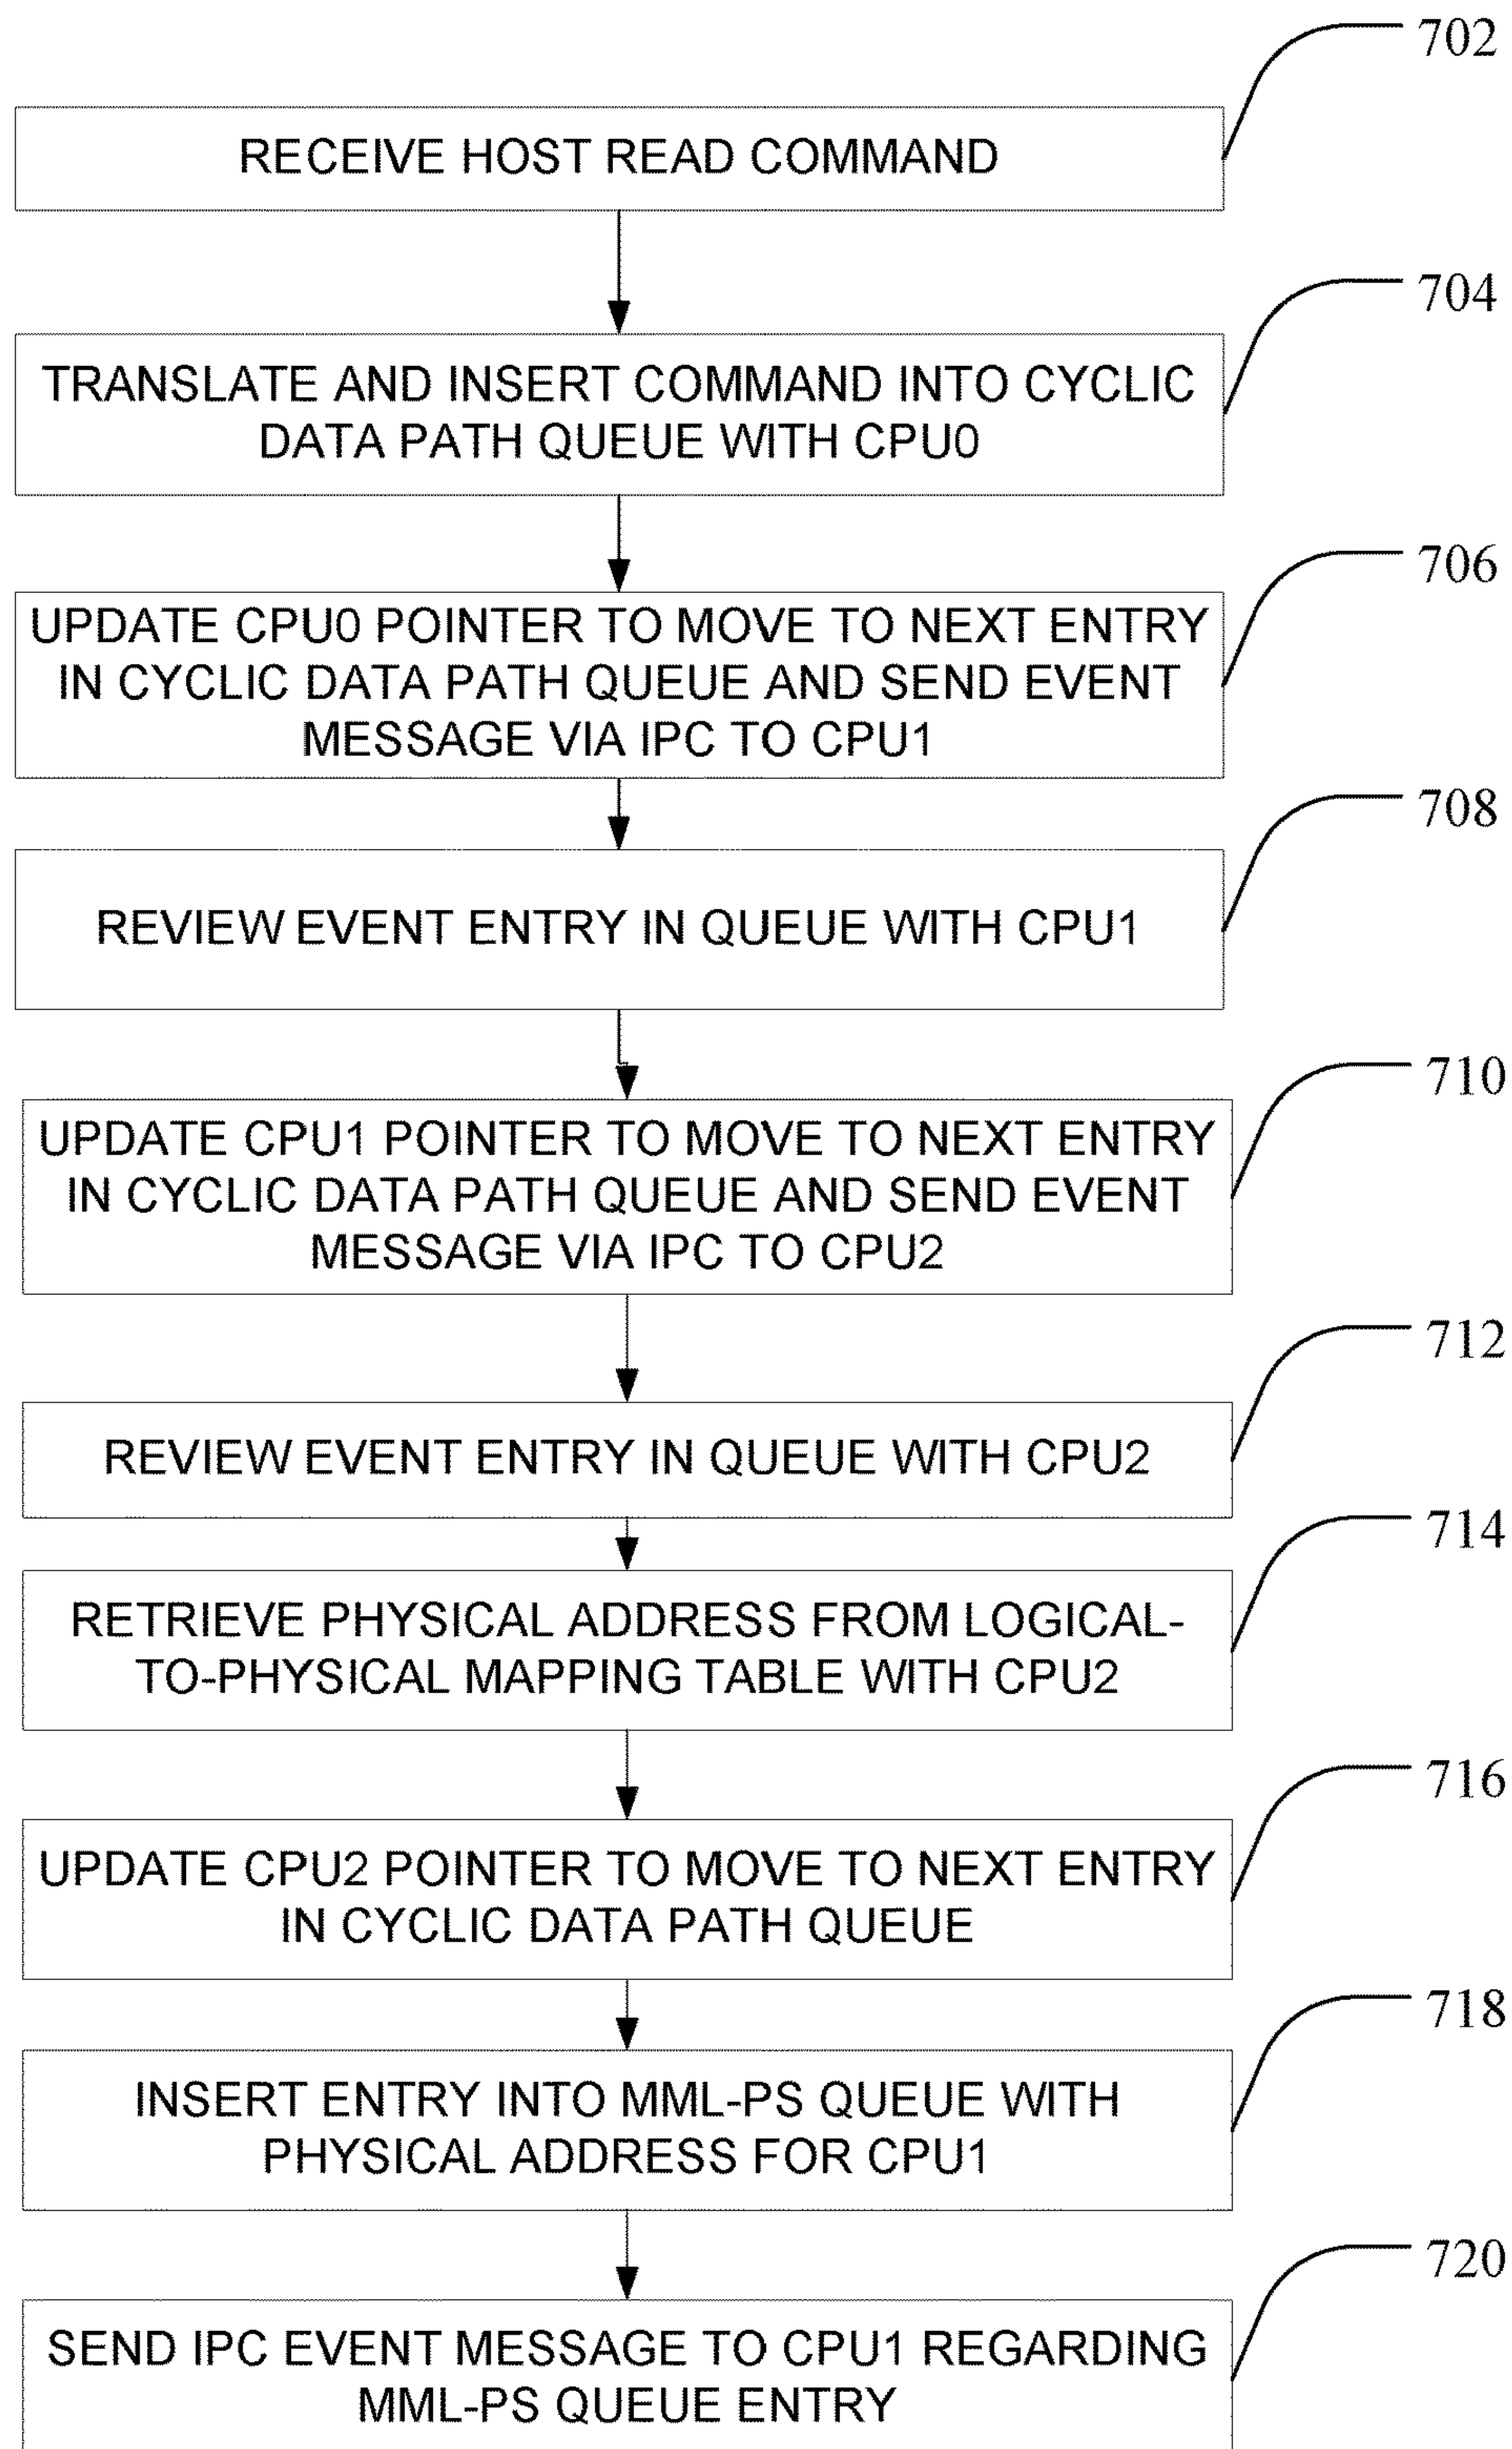 702
RECEIVE HOST READ COMMAND
704
TRANSLATE AND INSERT COMMAND INTO CYCLIC
DATA PATH QUEUE WITH CPU0
706
UPDATE CPU0 POINTER TO MOVE TO NEXT ENTRY
IN CYCLIC DATA PATH QUEUE AND SEND EVENT
MESSAGE VIA IPC TO CPU1
708
REVIEW EVENT ENTRY IN QUEUE WITH CPU1
710
UPDATE CPU1 POINTER TO MOVE TO NEXT ENTRY
IN CYCLIC DATA PATH QUEUE AND SEND EVENT
MESSAGE VIA IPC TO CPU2
712
REVIEW EVENT ENTRY IN QUEUE WITH CPU2
714
RETRIEVE PHYSICAL ADDRESS FROM LOGICAL-
TO-PHYSICAL MAPPING TABLE WITH CPU2
716
UPDATE CPU2 POINTER TO MOVE TO NEXT ENTRY
IN CYCLIC DATA PATH QUEUE
718
INSERT ENTRY INTO MML-PS QUEUE WITH
PHYSICAL ADDRESS FOR CPU1
720
SEND IPC EVENT MESSAGE TO CPU1 REGARDING
MML-PS QUEUE ENTRY